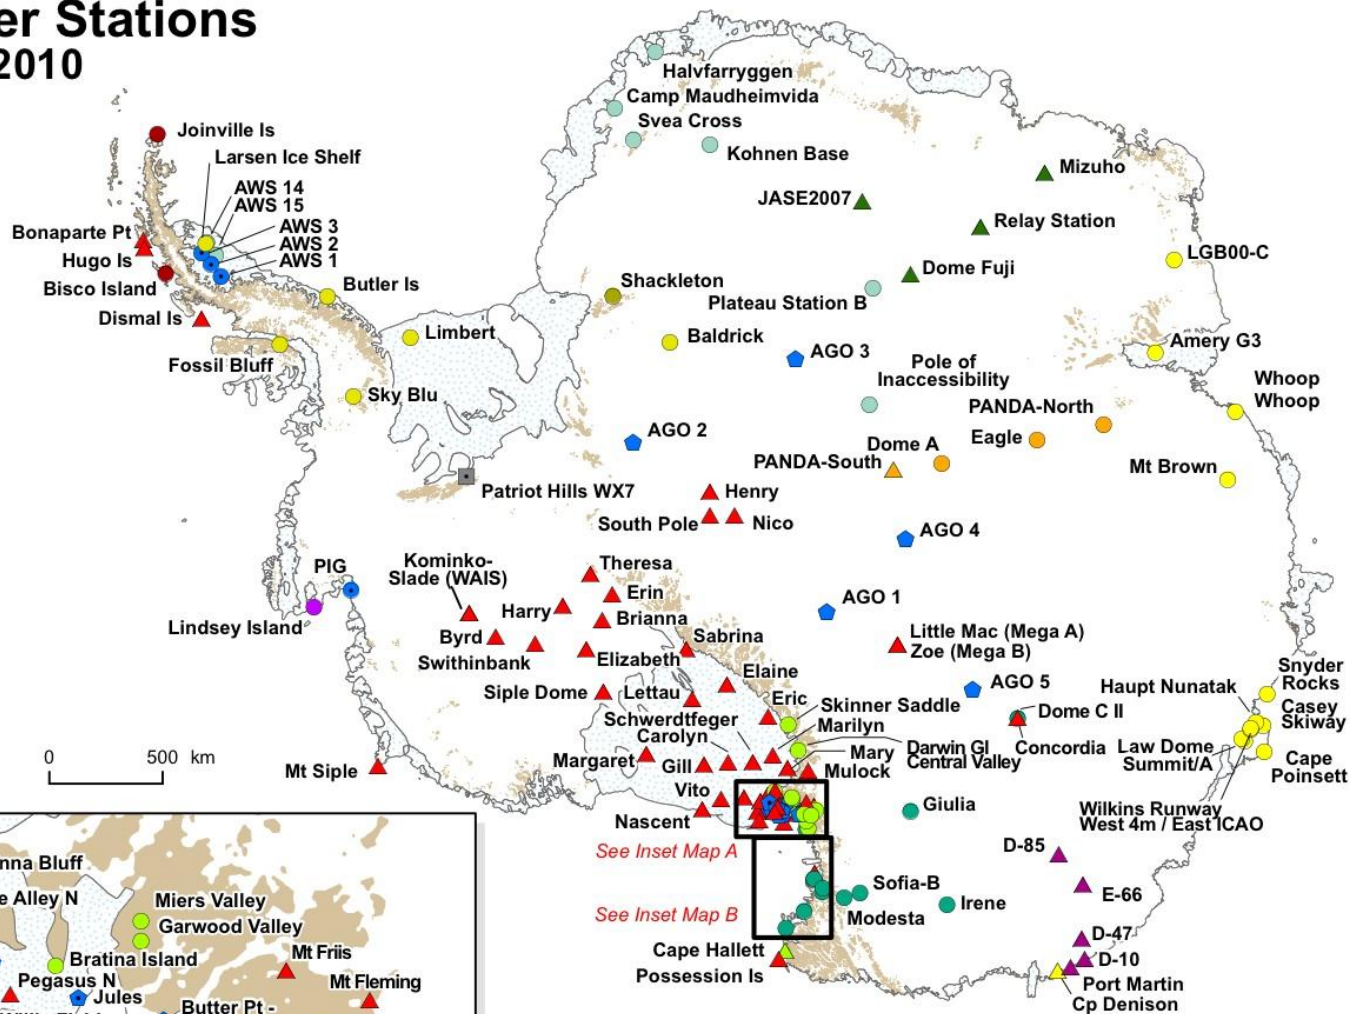 er Stations
2010
Halvfarryggen
Camp Maudheimvida
Svea Cross
Kohnen Base
Joinville Is
Larsen Ice Shelf
AWS 14
AWS 15
AWS 3
AWS 2
AWS 1
Bonaparte Pt
Hugo Is
Bisco Island
Dismal Is
Fossil Bluff
Butler Is
Limbert
Sky Blu
Mizuho
JASE2007
Relay Station
LGB00-C
Dome Fuji
Shackleton
Plateau Station B
Baldrick
AGO 3
Amery G3
Pole of
Inaccessibility
Whoop
Whoop
PANDA-North
Eagle
AGO 2
Dome A
PANDA-South
Mt Brown
Patriot Hills WX7
Henry
South Pole
Nico
AGO 4
Kominko-
Slade (WAIS)
Theresa
PIG
Lindsey Island
Erin
Harry
Brianna
AGO 1
Byrd
Swithinbank
Elizabeth
Sabrina
Little Mac (Mega A)
Zoe (Mega B)
Siple Dome
Lettau
Elaine
Eric
AGO 5
Haupt Nunatak
Snyder
Rocks
Casey
Skiway
Skinner Saddle
Marilyn
Schwerdtfeger
Carolyn
Dome C II
Concordia
Law Dome
Summit/A
Cape
Poinsett
0 500 km
Mt Siple
Margaret
Gill
Mary
Mulock
Darwin Gl
Central Valley
Vito
Nascent
Giulia
Wilkins Runway
West 4m / East ICAO
See Inset Map A
D-85
E-66
Sofia-B
Modesta
Irene
See Inset Map B
D-47
D-10
Cape Hallett
Possession Is
Port Martin
Cp Denison
nna Bluff
e Alley N
Miers Valley
Garwood Valley
Mt Friis
Bratina Island
Pegasus N
Jules
Mt Fleming
Butter Pt -